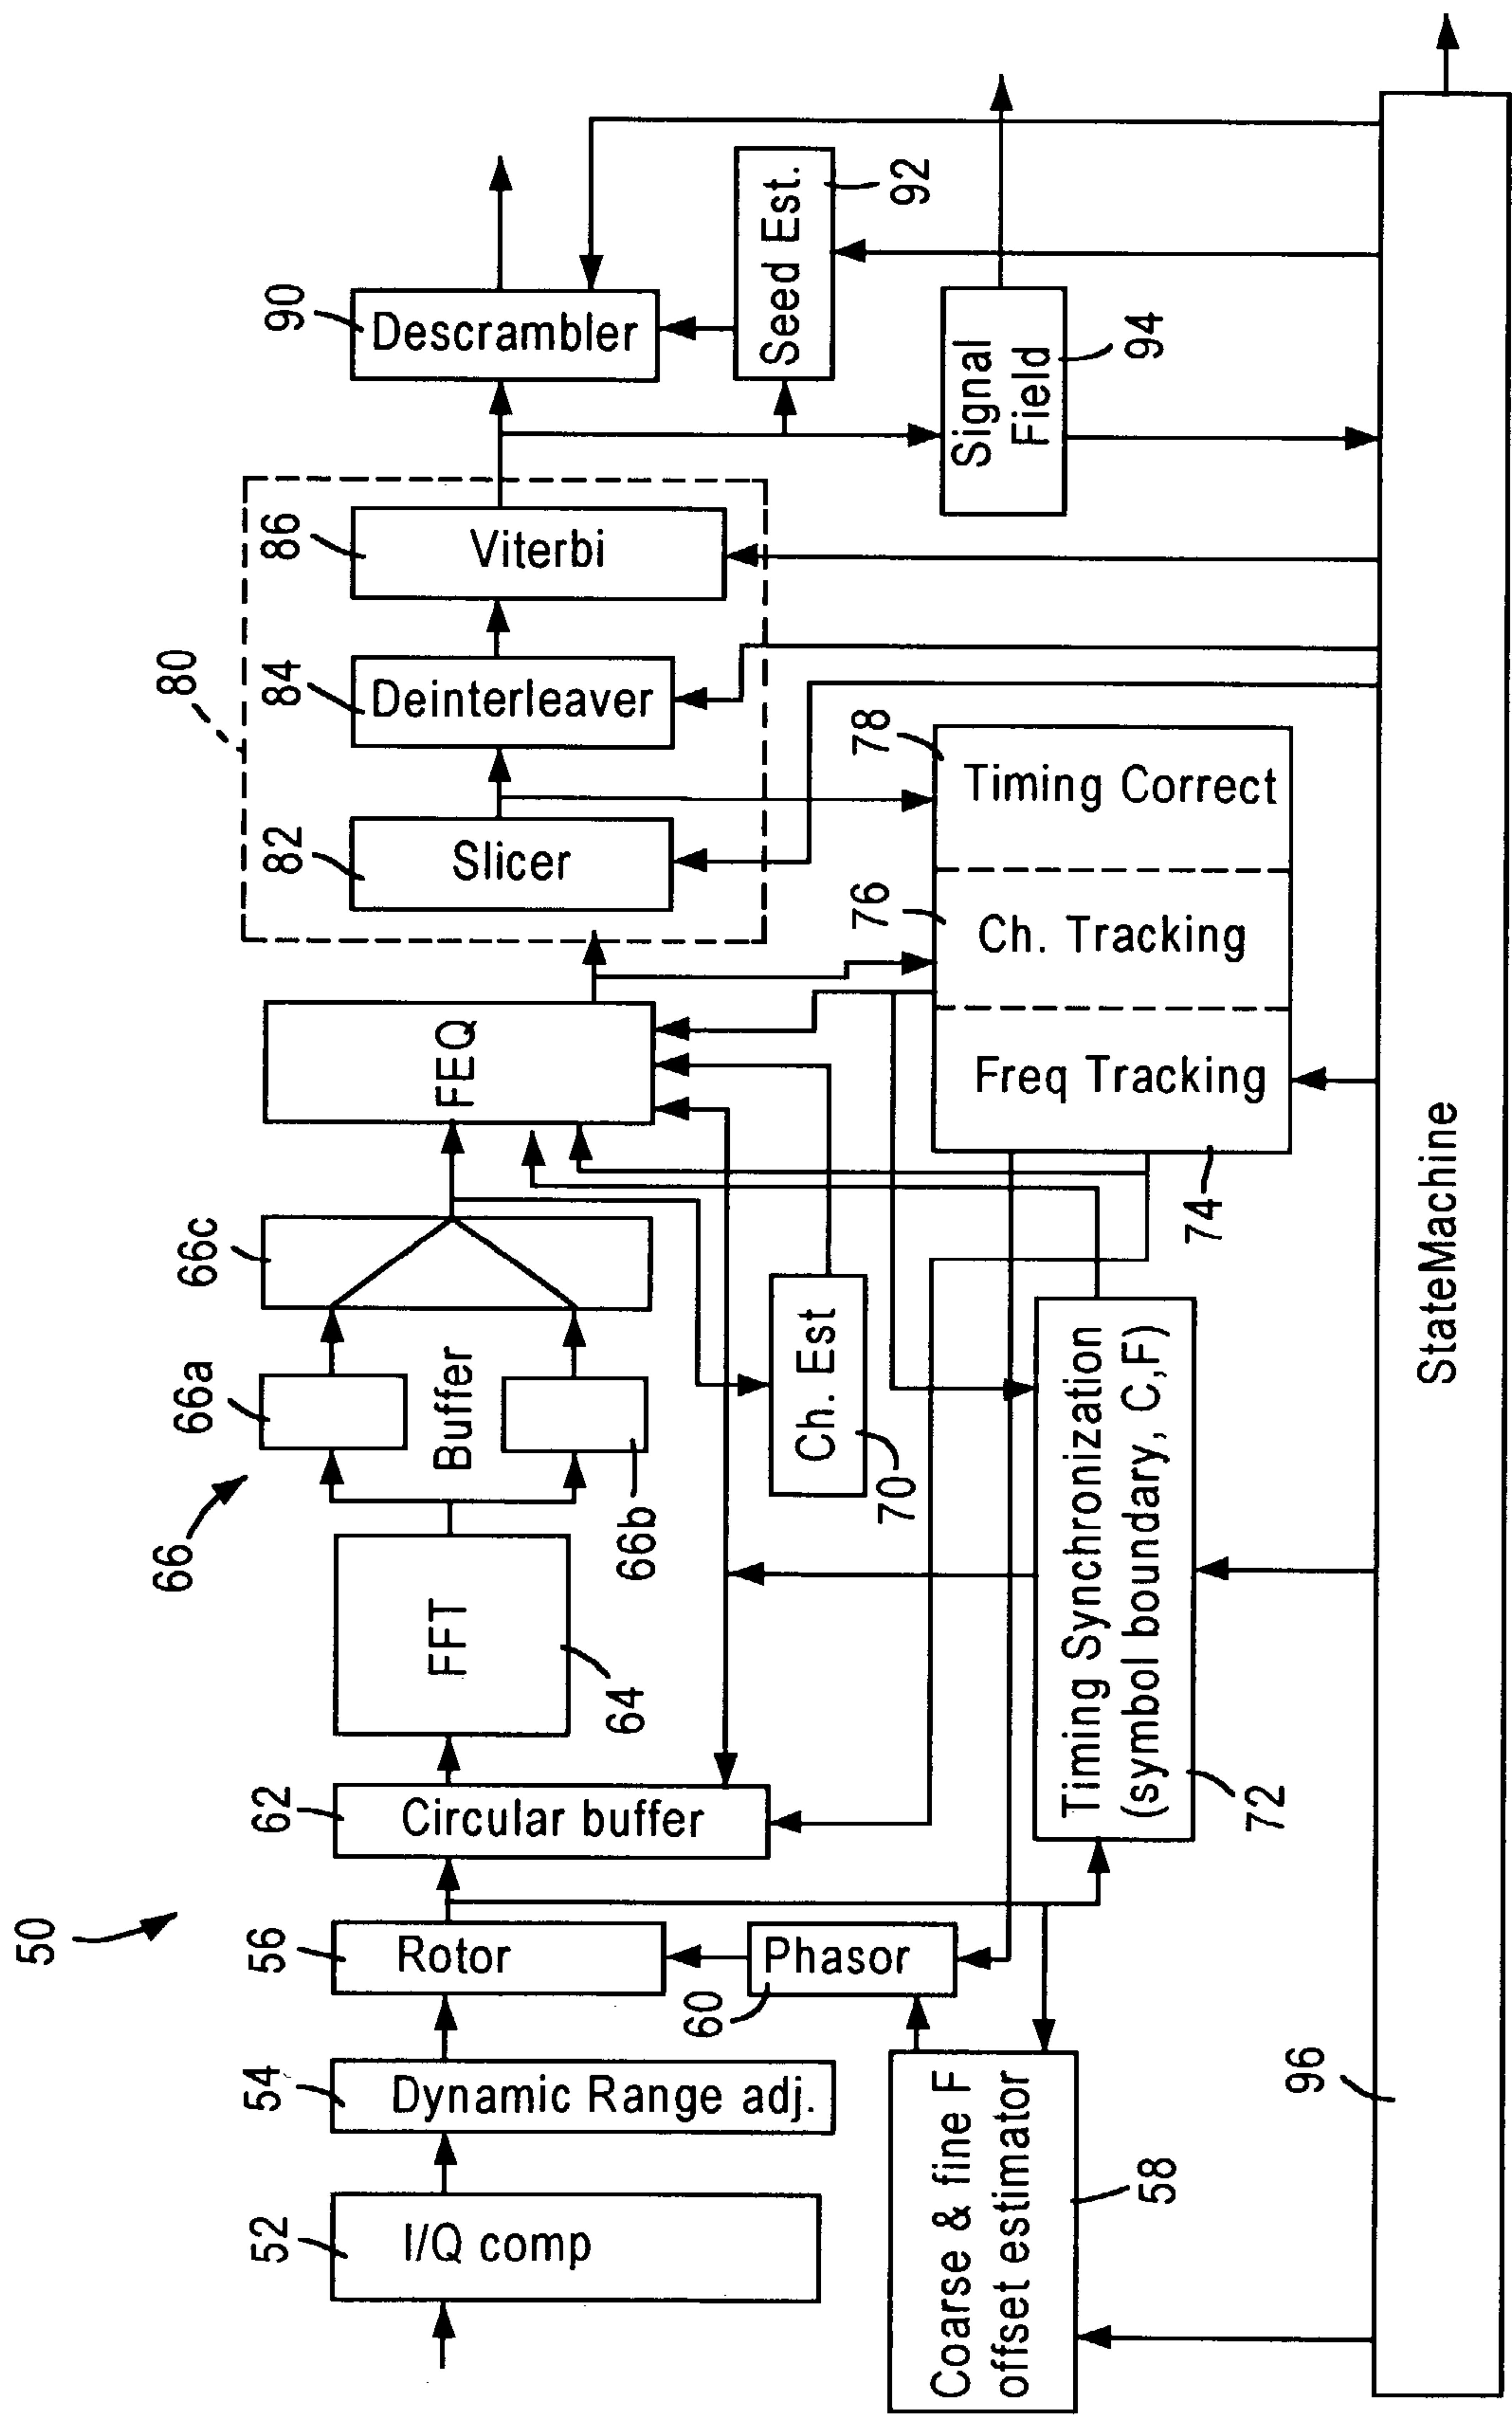 50
52
I/Q comp
54
Dynamic Range adj.
56
Rotor
60
Phasor
58
Coarse & fine F
offset estimator
62
Circular buffer
64
FFT
66
66a
Buffer
66b
66c
70
Ch. Est
72
Timing Synchronization
(symbol boundary, C,F)
FEQ
74
Freq Tracking
76
Ch. Tracking
78
Timing Correct
80
82
Slicer
84
Deinterleaver
86
Viterbi
90
Descrambler
92
Seed Est.
94
Signal
Field
96
StateMachine